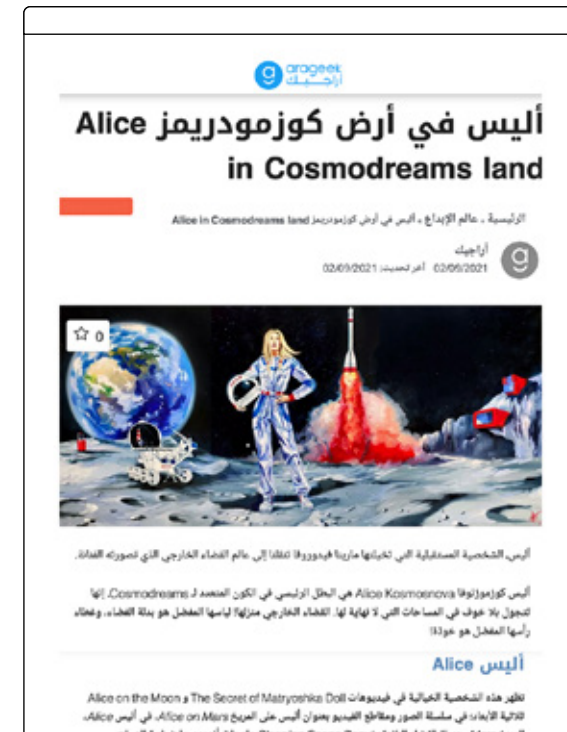 arageek
أراجيك
أليس في أرض كوزمودريمز Alice
in Cosmodreams land
الرئيسية . عالم الإبداع . أليس في أرض كوزمودريمز Alice in Cosmodreams land
أراجيك
02/09/2021 آخر تحديث: 02/09/2021
0
أليس، الشخصية المستقبلية التي تخيلتها مارينا فيدوروفا تنقلنا إلى عالم الفضاء الخارجي الذي تصورته الفنانة.
أليس كوزموزنوفا Alice Kosmosnova هي البطل الرئيسي في الكون المتعدد لـ Cosmodreams. إنها
تتجول بلا خوف في المساحات التي لا نهاية لها. الفضاء الخارجي منزلها! لباسها المفضل هو بدلة الفضاء، وغطاء
رأسها المفضل هو خوذة!
أليس Alice
تظهر هذه الشخصية الخيالية في فيديوهات The Secret of Matryoshka Doll و Alice on the Moon
ثلاثية الأبعاد؛ في سلسلة الصور ومقاطع الفيديو بعنوان أليس على المريخ Alice on Mars، في أليس Alice،